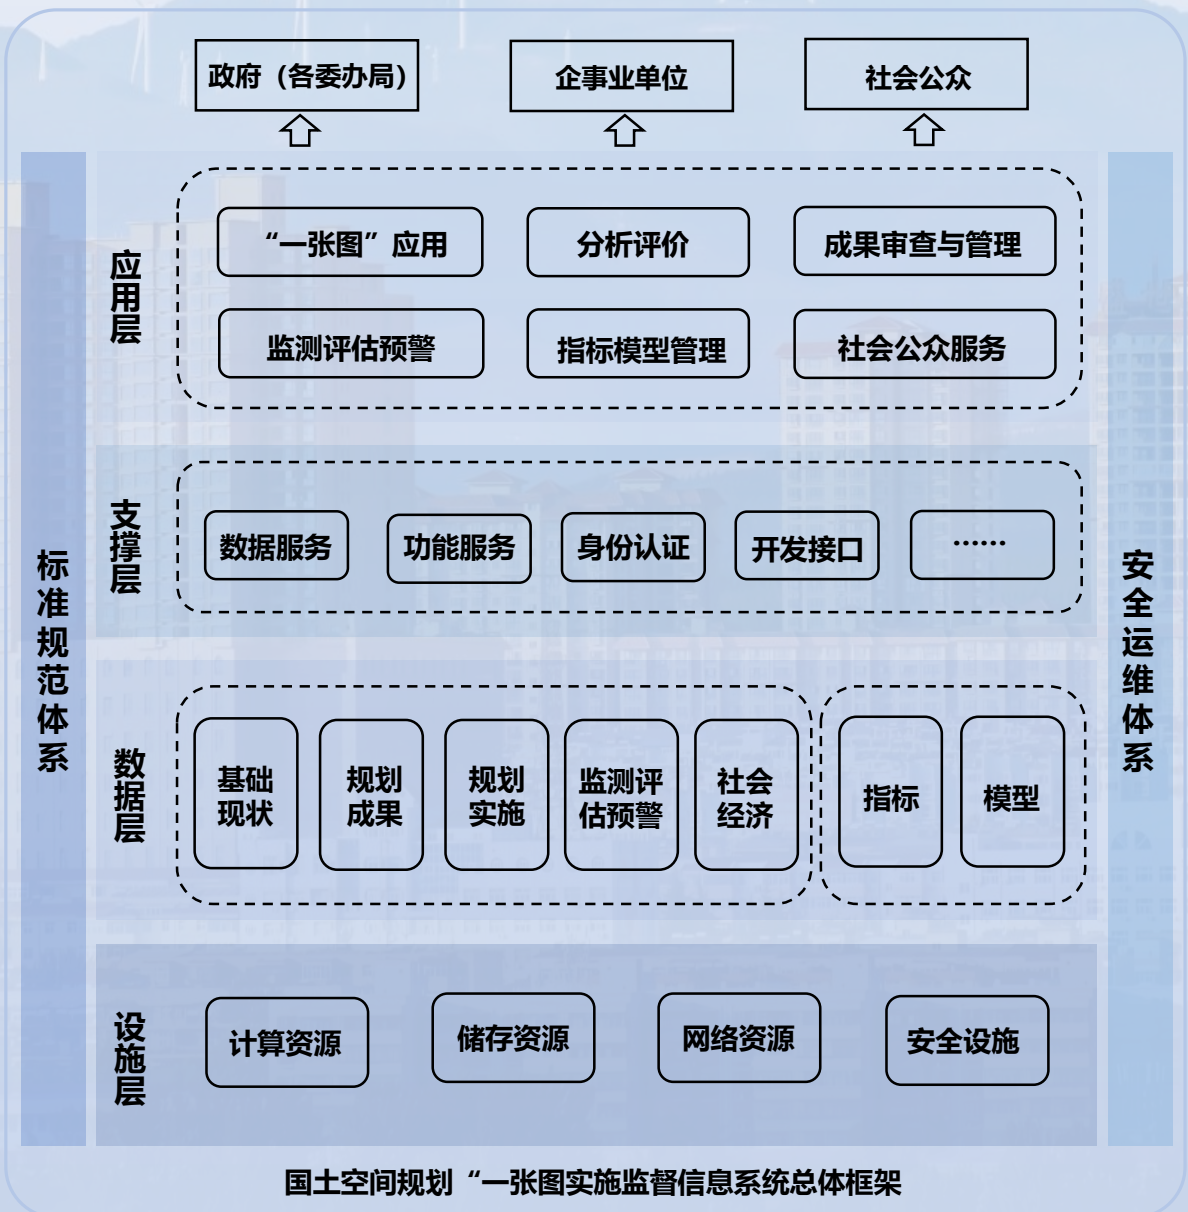 政府（各委办局）
企事业单位
社会公众
应用层
“一张图”应用
分析评价
成果审查与管理
监测评估预警
指标模型管理
社会公众服务
支撑层
数据服务
功能服务
身份认证
开发接口
……
标准规范体系
安全运维体系
数据层
基础
现状
规划
成果
规划
实施
监测评
估预警
社会
经济
指标
模型
设施层
计算资源
储存资源
网络资源
安全设施
国土空间规划“一张图实施监督信息系统总体框架